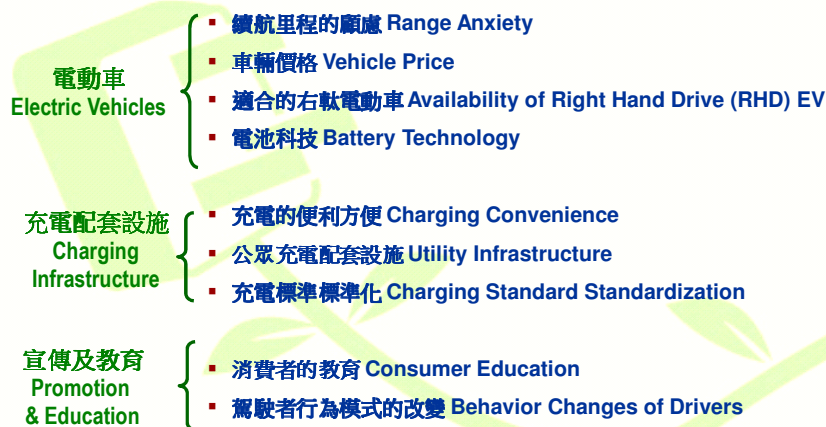 電動車
Electric Vehicles
續航里程的顧慮 Range Anxiety
車輛價格 Vehicle Price
適合的右軚電動車 Availability of Right Hand Drive (RHD) EV
電池科技 Battery Technology
充電配套設施
Charging
Infrastructure
充電的便利方便 Charging Convenience
公眾充電配套設施 Utility Infrastructure
充電標準標準化 Charging Standard Standardization
宣傳及教育
Promotion
& Education
消費者的教育 Consumer Education
駕駛者行為模式的改變 Behavior Changes of Drivers